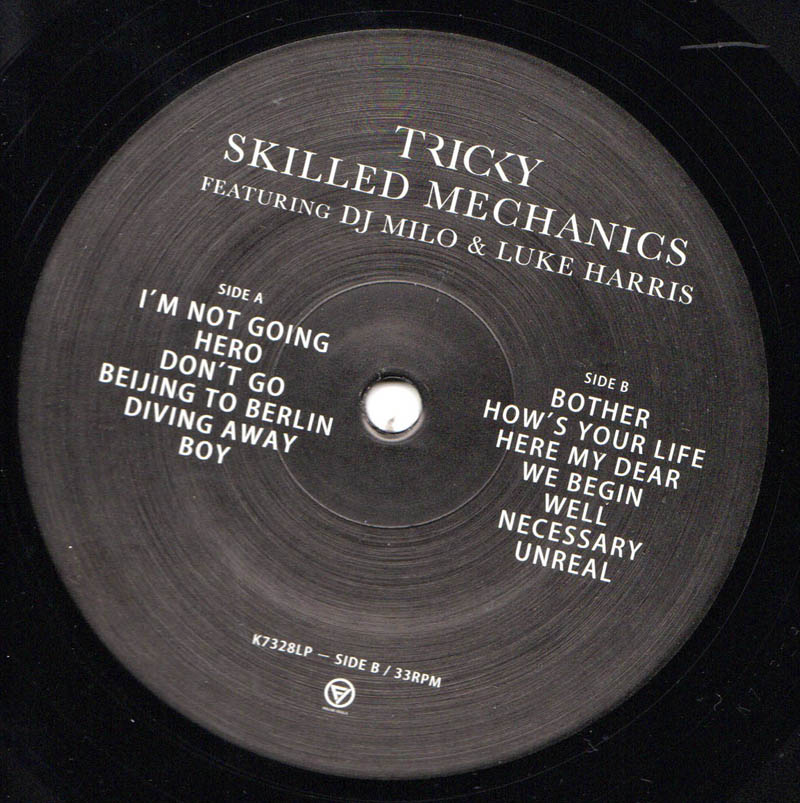 TRICKY
SKILLED MECHANICS
FEATURING DJ MILO & LUKE HARRIS
SIDE A
I'M NOT GOING
HERO
DON'T GO
BEIJING TO BERLIN
DIVING AWAY
BOY
SIDE B
BOTHER
HOW'S YOUR LIFE
HERE MY DEAR
WE BEGIN
WELL
NECESSARY
UNREAL
K7328LP — SIDE B / 33RPM